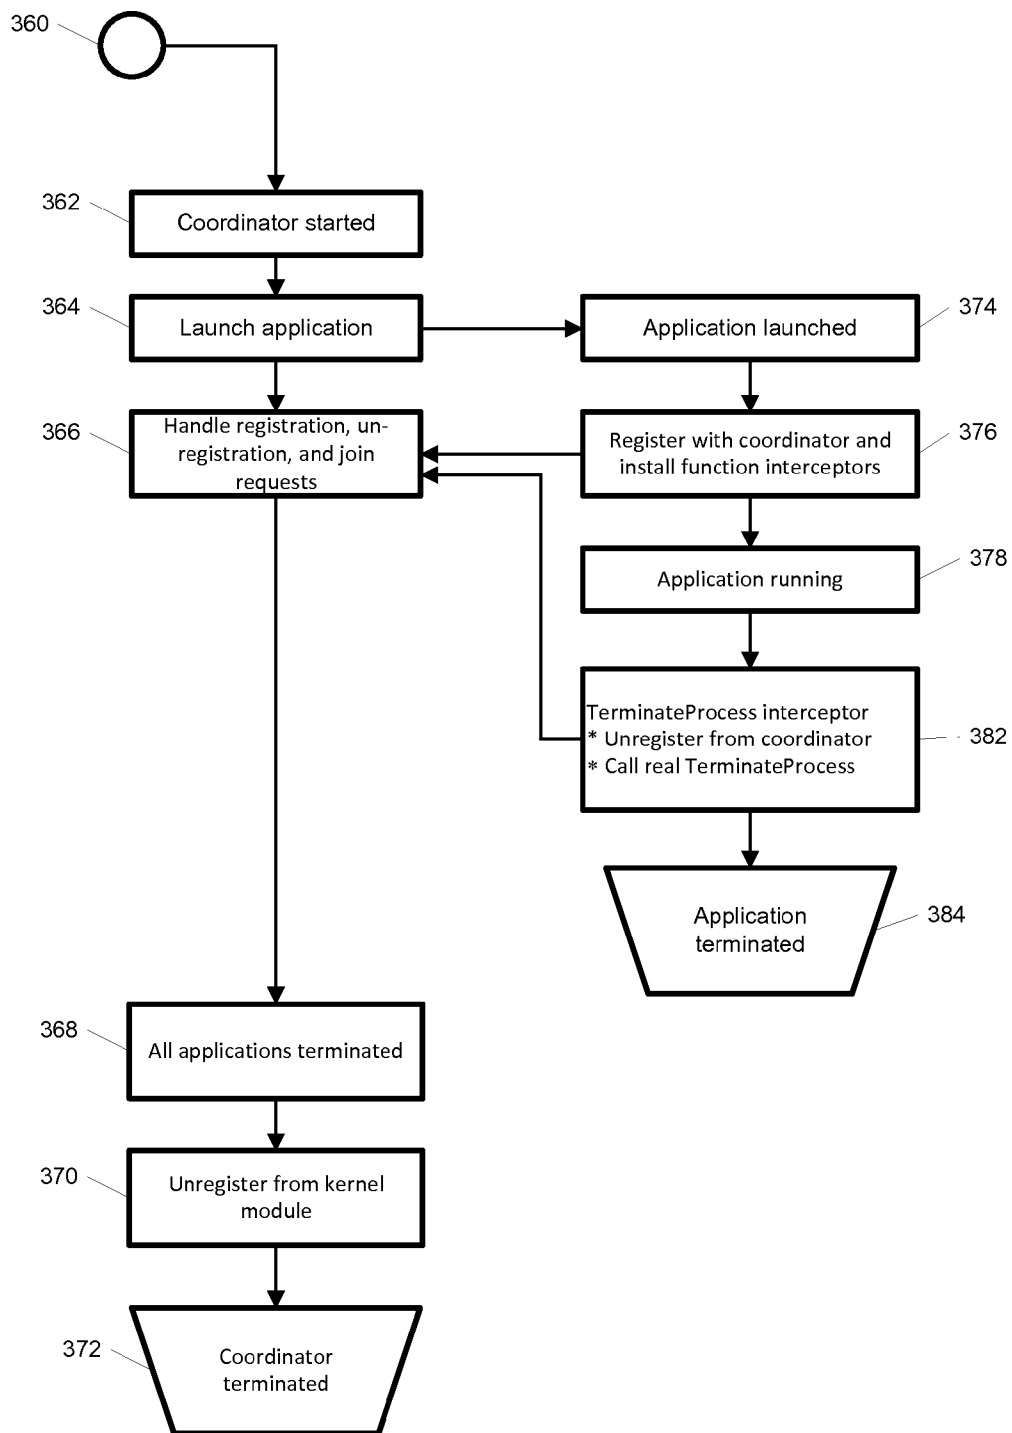 360
362
Coordinator started
364
Launch application
Application launched
374
366
Handle registration, un-
registration, and join
requests
Register with coordinator and
install function interceptors
376
Application running
378
TerminateProcess interceptor
* Unregister from coordinator
* Call real TerminateProcess
382
Application
terminated
384
368
All applications terminated
370
Unregister from kernel
module
372
Coordinator
terminated